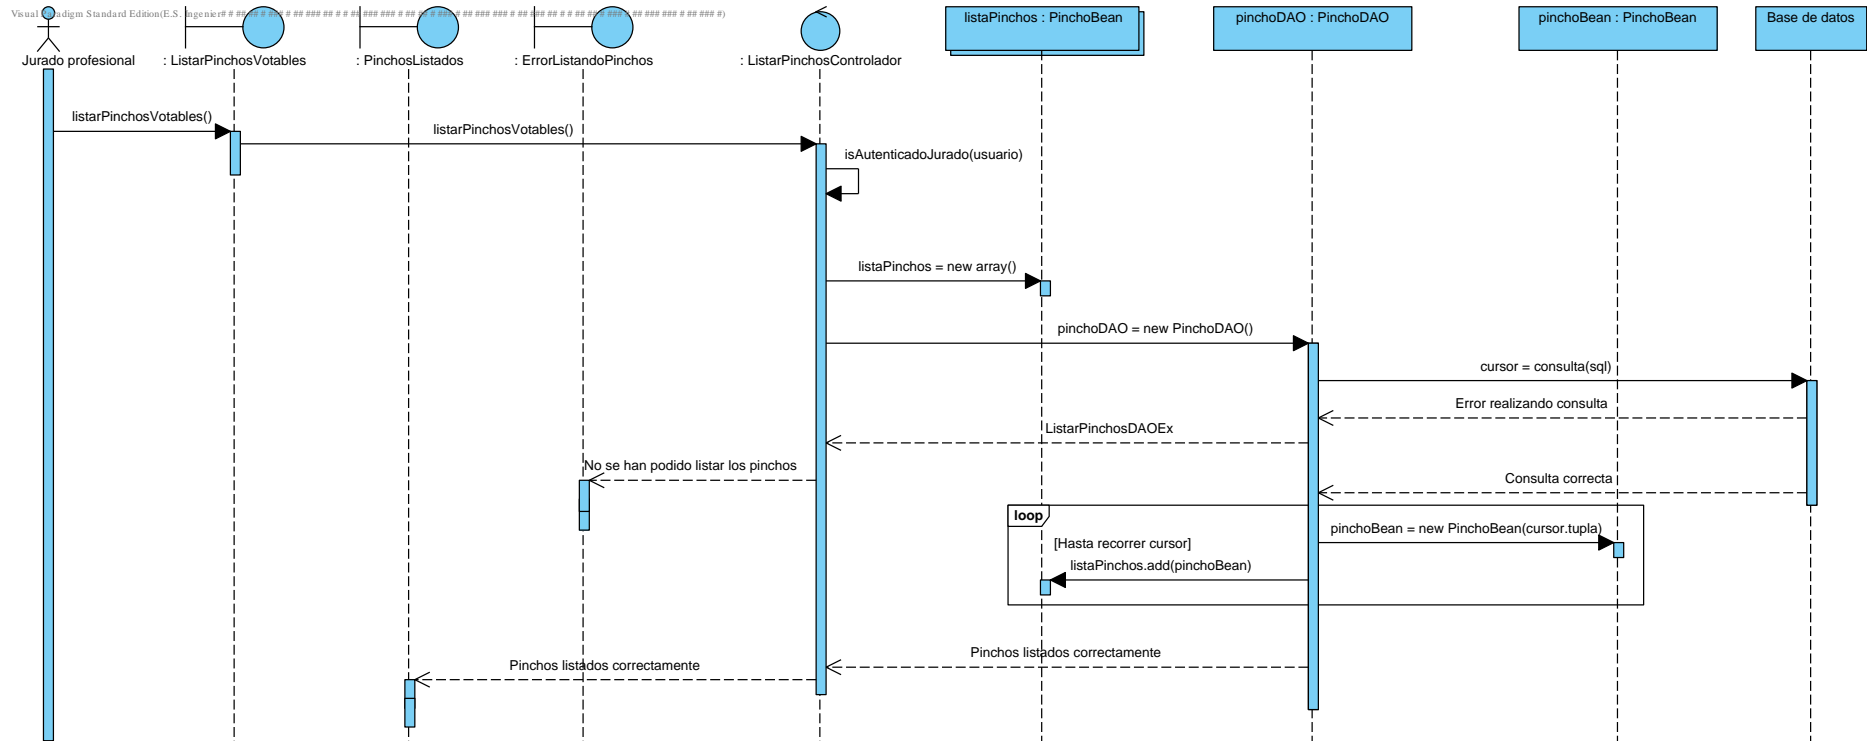 Visual Paradigm Standard Edition(E.S. Ingenier
listaPinchos : PinchoBean
pinchoDAO : PinchoDAO
pinchoBean : PinchoBean
Base de datos
Jurado profesional
: ListarPinchosVotables
: PinchosListados
: ErrorListandoPinchos
: ListarPinchosControlador
listarPinchosVotables()
listarPinchosVotables()
isAutenticadoJurado(usuario)
listaPinchos = new array()
pinchoDAO = new PinchoDAO()
cursor = consulta(sql)
Error realizando consulta
ListarPinchosDAOEx
No se han podido listar los pinchos
Consulta correcta
loop
pinchoBean = new PinchoBean(cursor.tupla)
[Hasta recorrer cursor]
listaPinchos.add(pinchoBean)
Pinchos listados correctamente
Pinchos listados correctamente